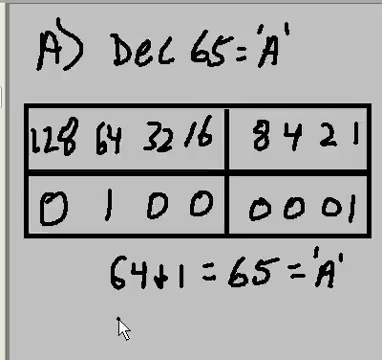 A) Dec 65 = 'A'
128 64 32 16 8 4 2 1
0 1 0 0 0 0 0 1
64 + 1 = 65 = 'A'